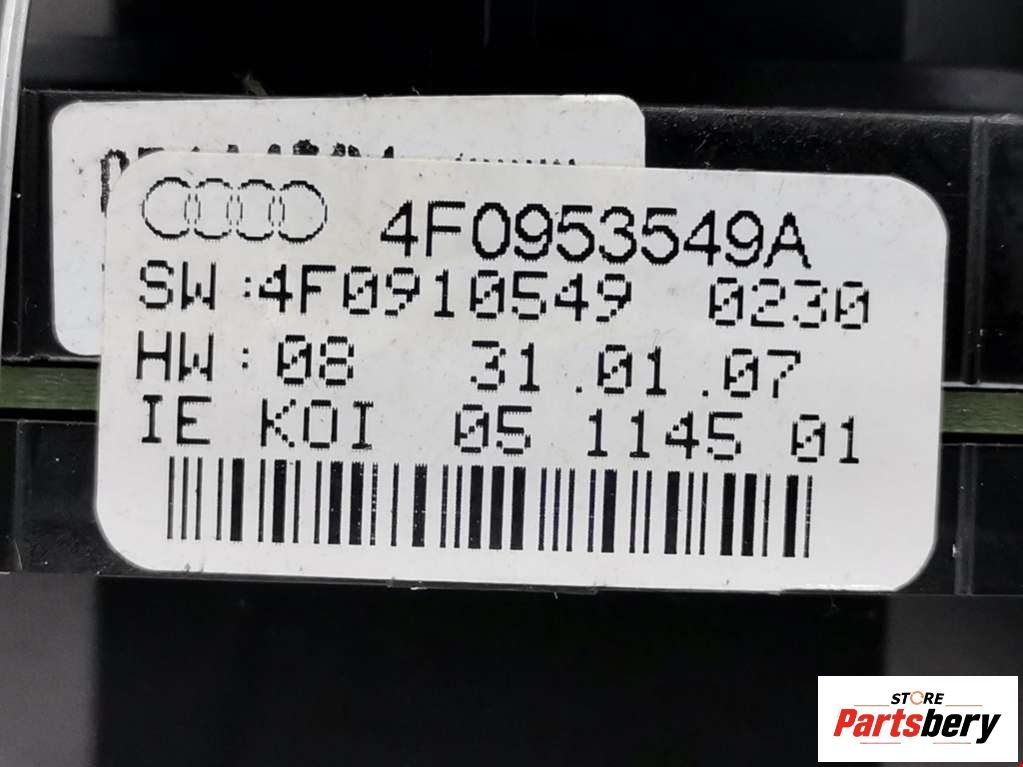 4F0953549A
SW:4F0910549 0230
HW:08 31.01.07
IE KOI 05 1145 01
STORE
Partsbery